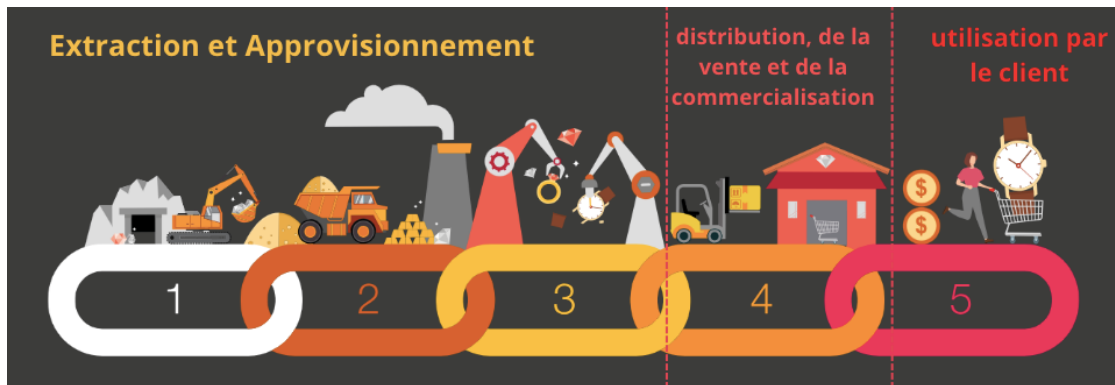 Extraction et Approvisionnement
distribution, de la
vente et de la
commercialisation
utilisation par
le client
$
$
1
2
3
4
5